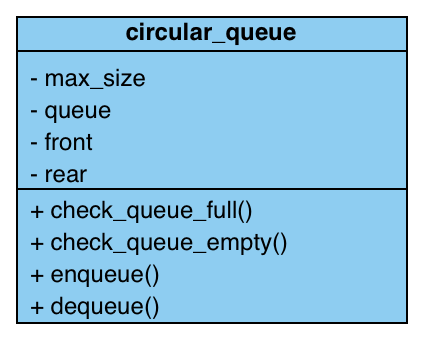 circular_queue
- max_size
- queue
- front
- rear
+ check_queue_full()
+ check_queue_empty()
+ enqueue()
+ dequeue()